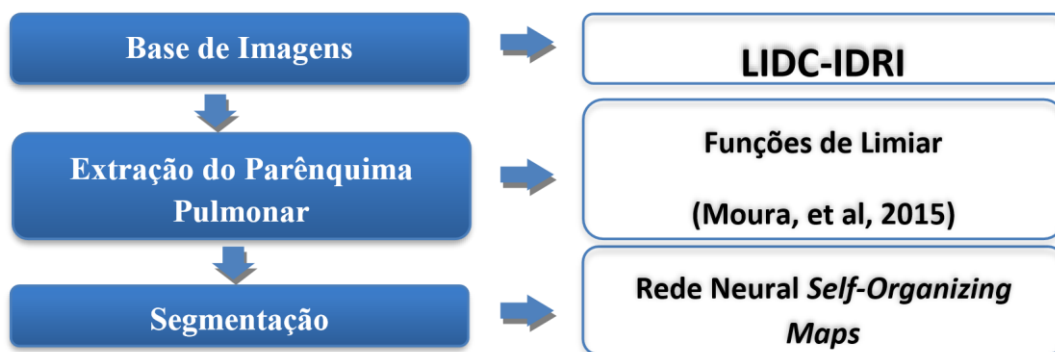 Base de Imagens
LIDC-IDRI
Extração do Parênquima
Pulmonar
Funções de Limiar
(Moura, et al, 2015)
Segmentação
Rede Neural Self-Organizing
Maps